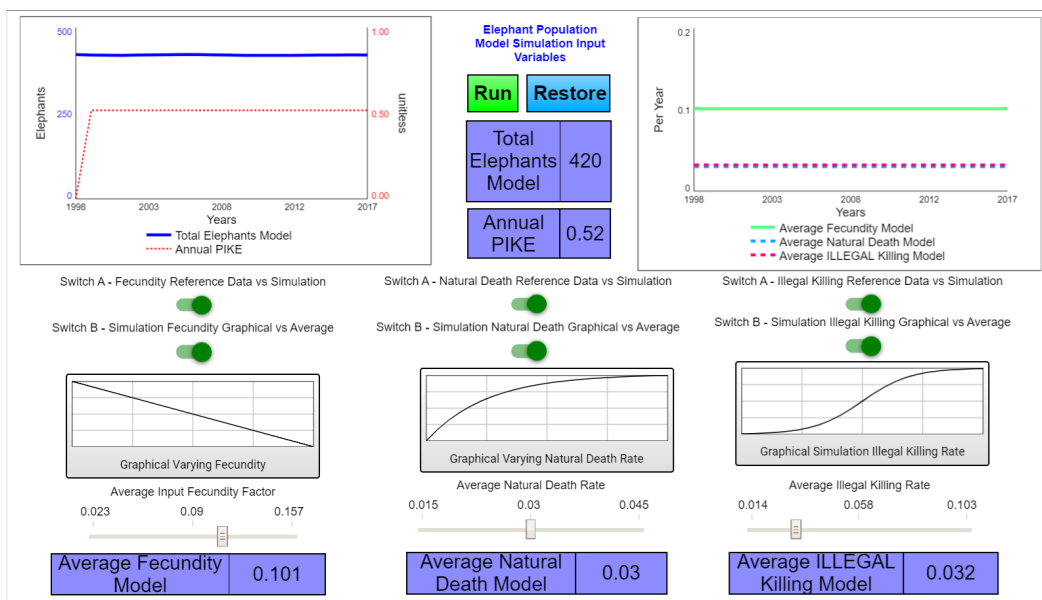 500
250
0
Elephants
1.00
0.50
0.00
unitless
1998
2003
2008
2012
2017
Years
Total Elephants Model
Annual PIKE
Elephant Population
Model Simulation Input
Variables
Run
Restore
Total
Elephants
Model
420
Annual
PIKE
0.52
0.2
0.1
0
Per Year
1998
2003
2008
2012
2017
Years
Average Fecundity Model
Average Natural Death Model
Average ILLEGAL Killing Model
Switch A - Fecundity Reference Data vs Simulation
Switch B - Simulation Fecundity Graphical vs Average
Graphical Varying Fecundity
Average Input Fecundity Factor
0.023 0.09 0.157
Average Fecundity
Model
0.101
Switch A - Natural Death Reference Data vs Simulation
Switch B - Simulation Natural Death Graphical vs Average
Graphical Varying Natural Death Rate
Average Natural Death Rate
0.015 0.03 0.045
Average Natural
Death Model
0.03
Switch A - Illegal Killing Reference Data vs Simulation
Switch B - Simulation Illegal Killing Graphical vs Average
Graphical Simulation Illegal Killing Rate
Average Illegal Killing Rate
0.014 0.058 0.103
Average ILLEGAL
Killing Model
0.032